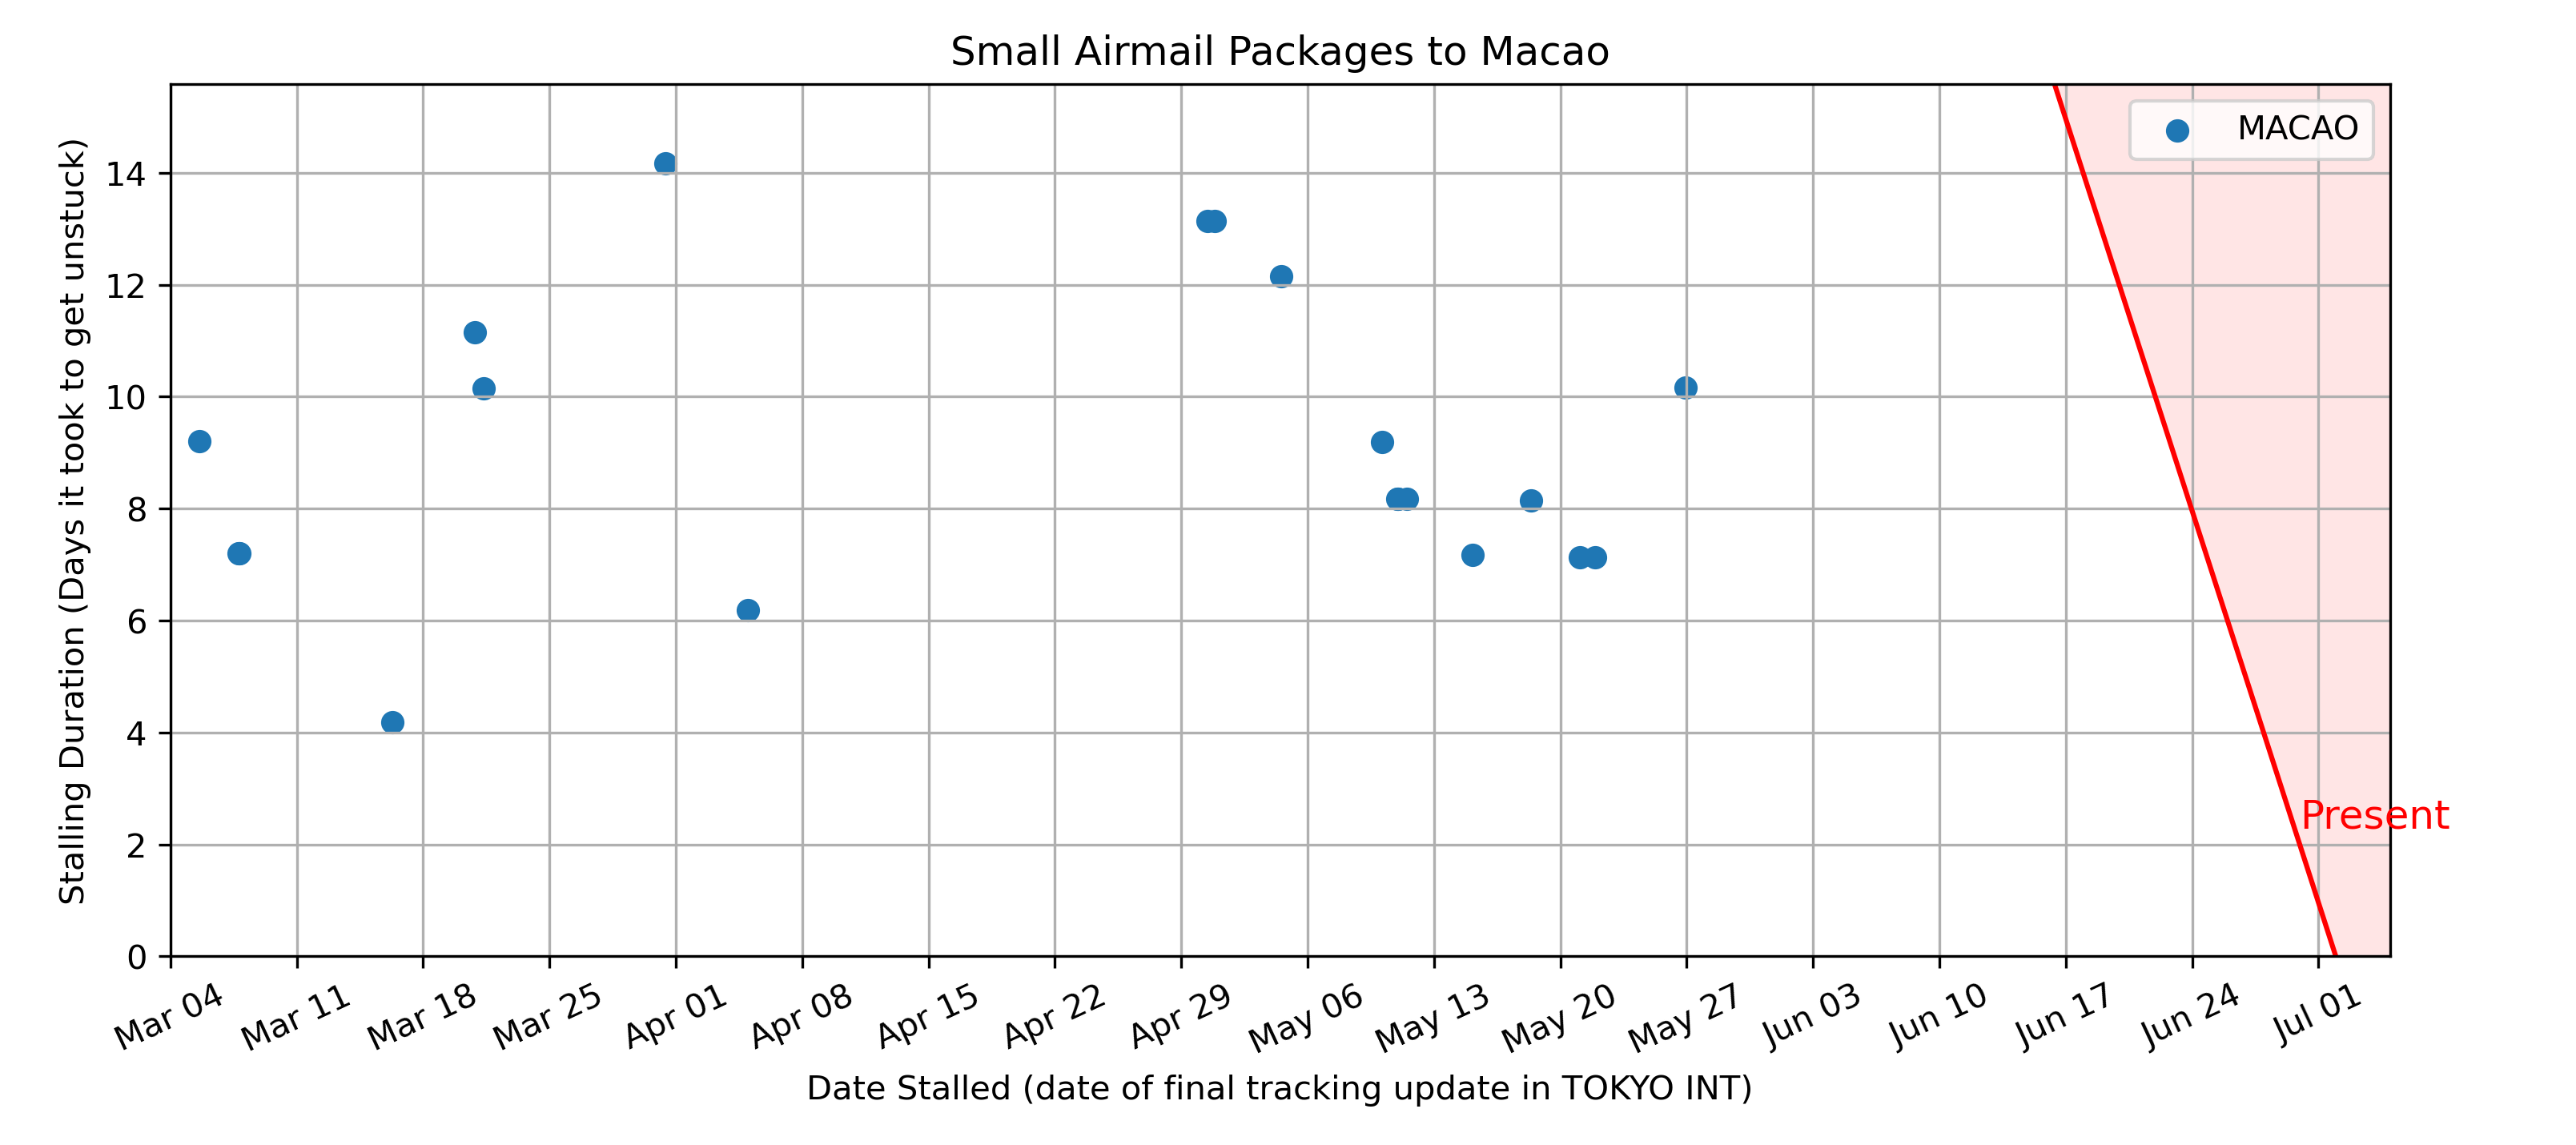 Small Airmail Packages to Macao
MACAO
Stalling Duration (Days it took to get unstuck)
14
12
10
8
6
4
2
0
Present
Mar 04
Mar 11
Mar 18
Mar 25
Apr 01
Apr 08
Apr 15
Apr 22
Apr 29
May 06
May 13
May 20
May 27
Jun 03
Jun 10
Jun 17
Jun 24
Jul 01
Date Stalled (date of final tracking update in TOKYO INT)